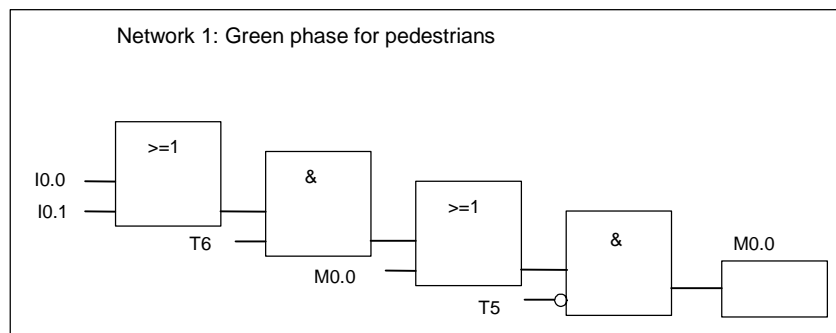 Network 1: Green phase for pedestrians
>=1
I0.0
I0.1
&
T6
>=1
M0.0
&
T5
M0.0